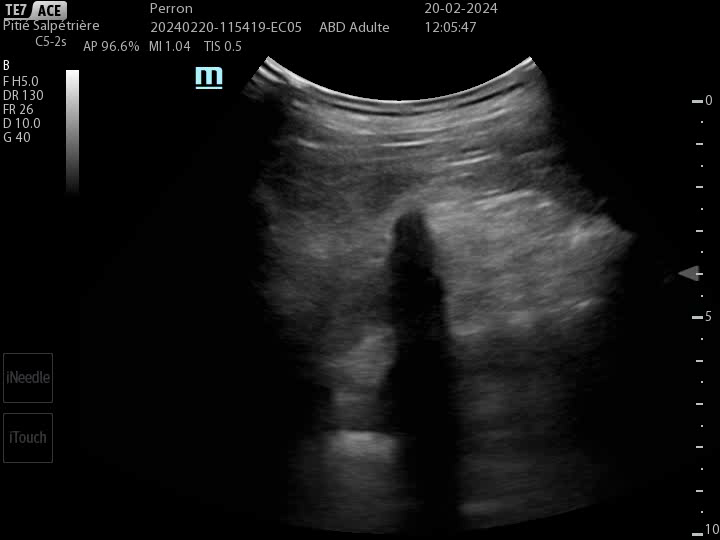 TE7 ACE
Perron
20-02-2024
Pitié Salpêtrière
20240220-115419-EC05
ABD Adulte
12:05:47
C5-2s
AP 96.6%
MI 1.04
TIS 0.5
B
F H5.0
DR 130
FR 26
D 10.0
G 40
m
0
5
10
iNeedle
iTouch